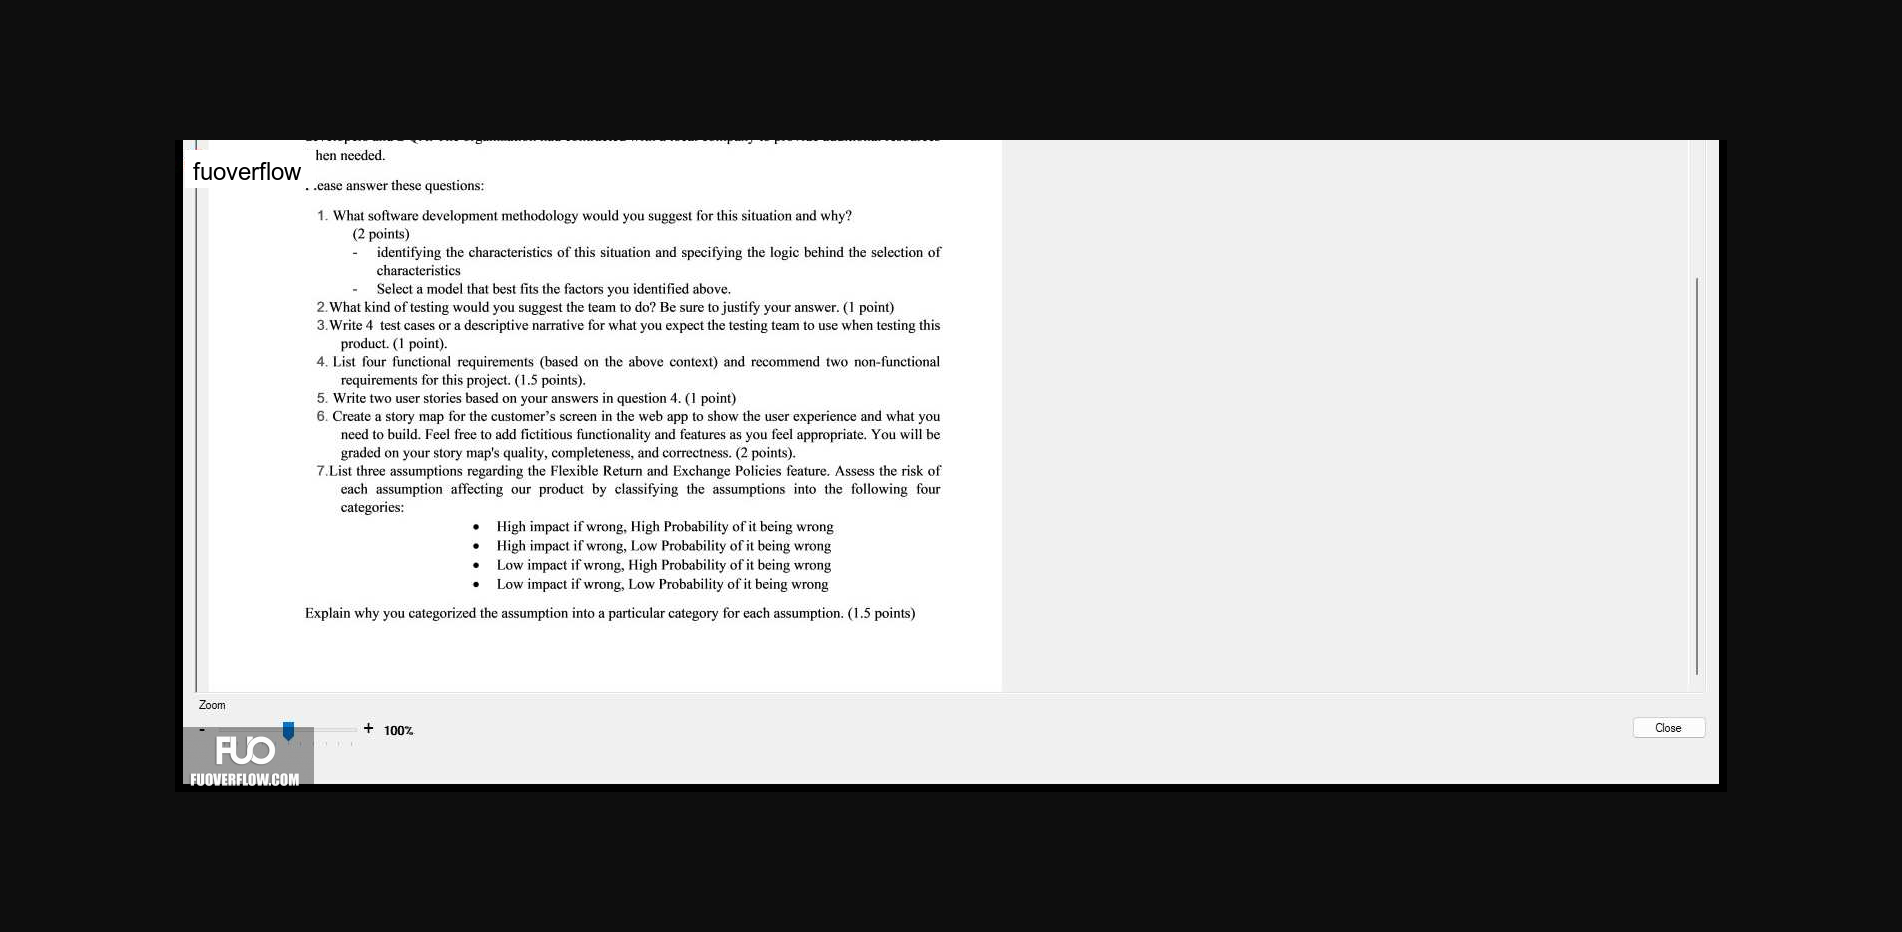 hen needed.
fuoverflow
ease answer these questions:
1. What software development methodology would you suggest for this situation and why?
(2 points)
- identifying the characteristics of this situation and specifying the logic behind the selection of
characteristics
- Select a model that best fits the factors you identified above.
2. What kind of testing would you suggest the team to do? Be sure to justify your answer. (1 point)
3. Write 4 test cases or a descriptive narrative for what you expect the testing team to use when testing this
product. (1 point).
4. List four functional requirements (based on the above context) and recommend two non-functional
requirements for this project. (1.5 points).
5. Write two user stories based on your answers in question 4. (1 point)
6. Create a story map for the customer's screen in the web app to show the user experience and what you
need to build. Feel free to add fictitious functionality and features as you feel appropriate. You will be
graded on your story map's quality, completeness, and correctness. (2 points).
7.List three assumptions regarding the Flexible Return and Exchange Policies feature. Assess the risk of
each assumption affecting our product by classifying the assumptions into the following four
categories:
• High impact if wrong, High Probability of it being wrong
• High impact if wrong, Low Probability of it being wrong
• Low impact if wrong, High Probability of it being wrong
• Low impact if wrong, Low Probability of it being wrong
Explain why you categorized the assumption into a particular category for each assumption. (1.5 points)
Zoom
- + 100%
Close
FUO
FUOVERFLOW.COM